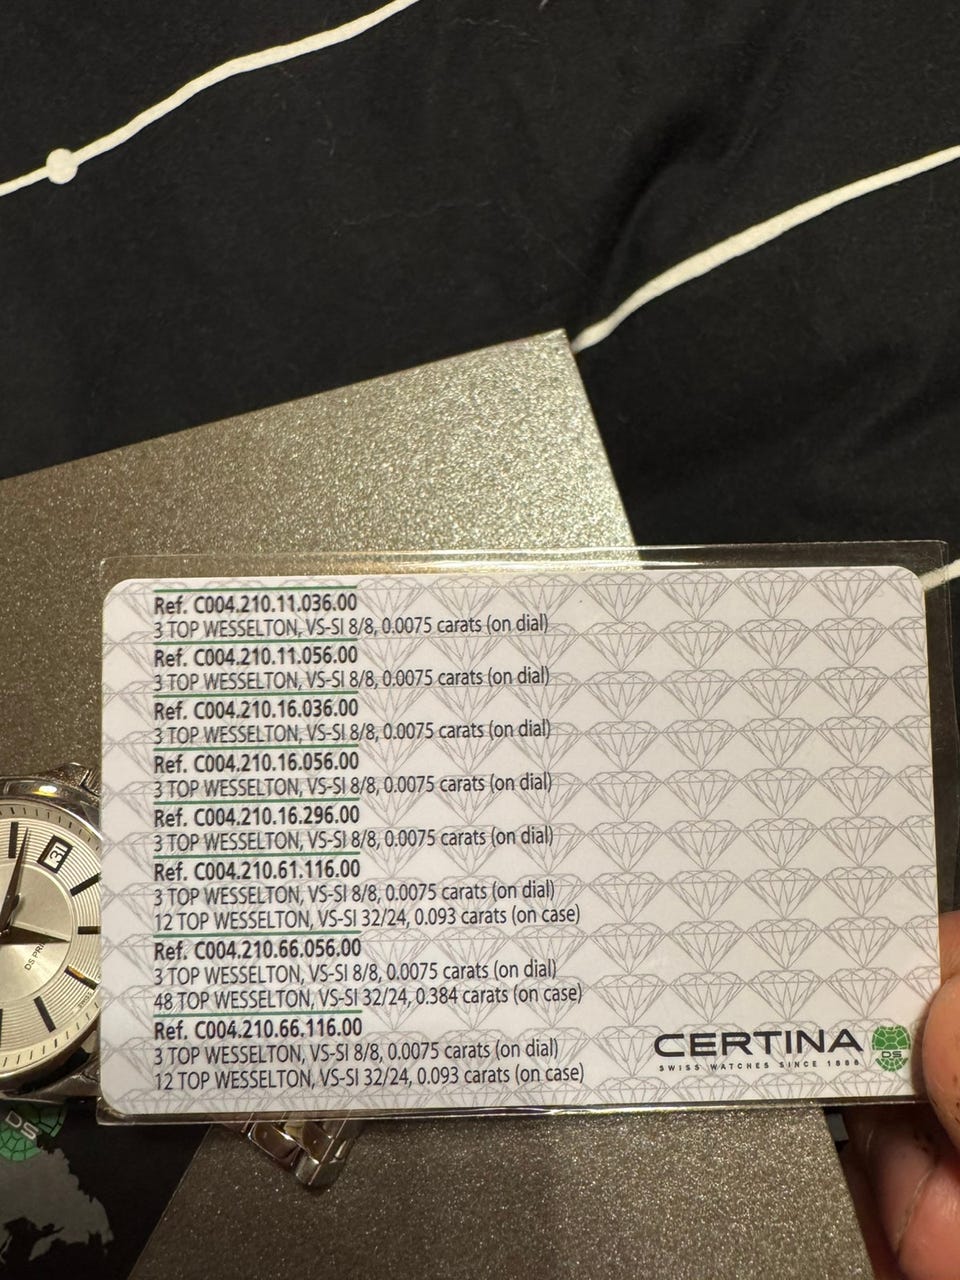 Ref. C004.210.11.036.00
3 TOP WESSELTON, VS-SI 8/8, 0.0075 carats (on dial)
Ref. C004.210.11.056.00
3 TOP WESSELTON, VS-SI 8/8, 0.0075 carats (on dial)
Ref. C004.210.16.036.00
3 TOP WESSELTON, VS-SI 8/8, 0.0075 carats (on dial)
Ref. C004.210.16.056.00
3 TOP WESSELTON, VS-SI 8/8, 0.0075 carats (on dial)
Ref. C004.210.16.296.00
3 TOP WESSELTON, VS-SI 8/8, 0.0075 carats (on dial)
Ref. C004.210.61.116.00
3 TOP WESSELTON, VS-SI 8/8, 0.0075 carats (on dial)
12 TOP WESSELTON, VS-SI 32/24, 0.093 carats (on case)
Ref. C004.210.66.056.00
3 TOP WESSELTON, VS-SI 8/8, 0.0075 carats (on dial)
48 TOP WESSELTON, VS-SI 32/24, 0.384 carats (on case)
Ref. C004.210.66.116.00
3 TOP WESSELTON, VS-SI 8/8, 0.0075 carats (on dial)
12 TOP WESSELTON, VS-SI 32/24, 0.093 carats (on case)
CERTINA
SWISS WATCHES SINCE 1888
DS
31
DS